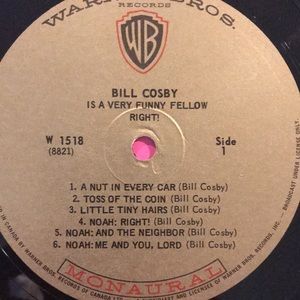 WARNER BROS.
RECORDS
WB
BILL COSBY
IS A VERY FUNNY FELLOW
RIGHT!
W 1518
(8821)
Side
1
1. A NUT IN EVERY CAR (Bill Cosby)
2. TOSS OF THE COIN (Bill Cosby)
3. LITTLE TINY HAIRS (Bill Cosby)
4. NOAH: RIGHT! (Bill Cosby)
5. NOAH: AND THE NEIGHBOR (Bill Cosby)
6. NOAH: ME AND YOU, LORD (Bill Cosby)
MONAURAL